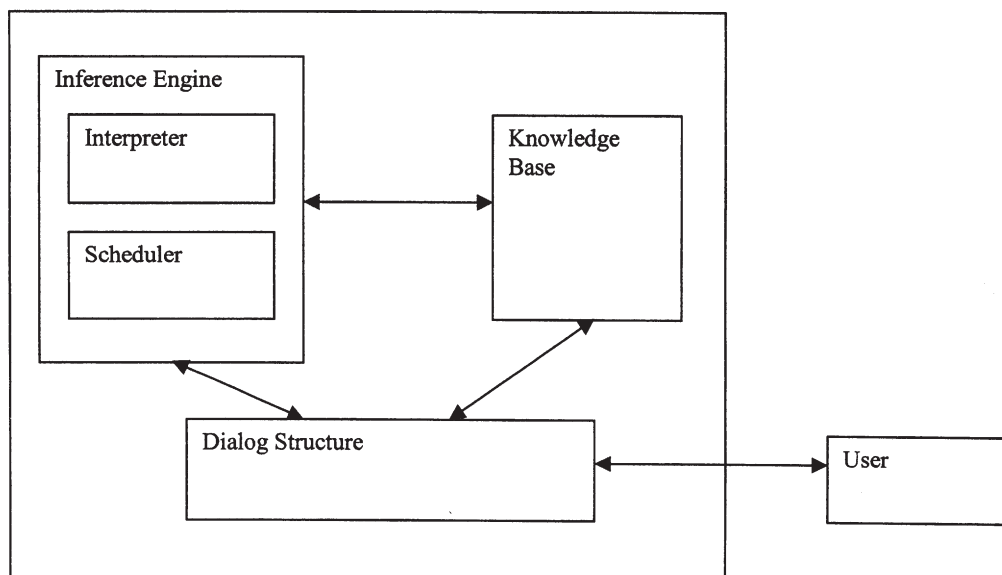 Inference Engine
Interpreter
Scheduler
Knowledge
Base
Dialog Structure
User